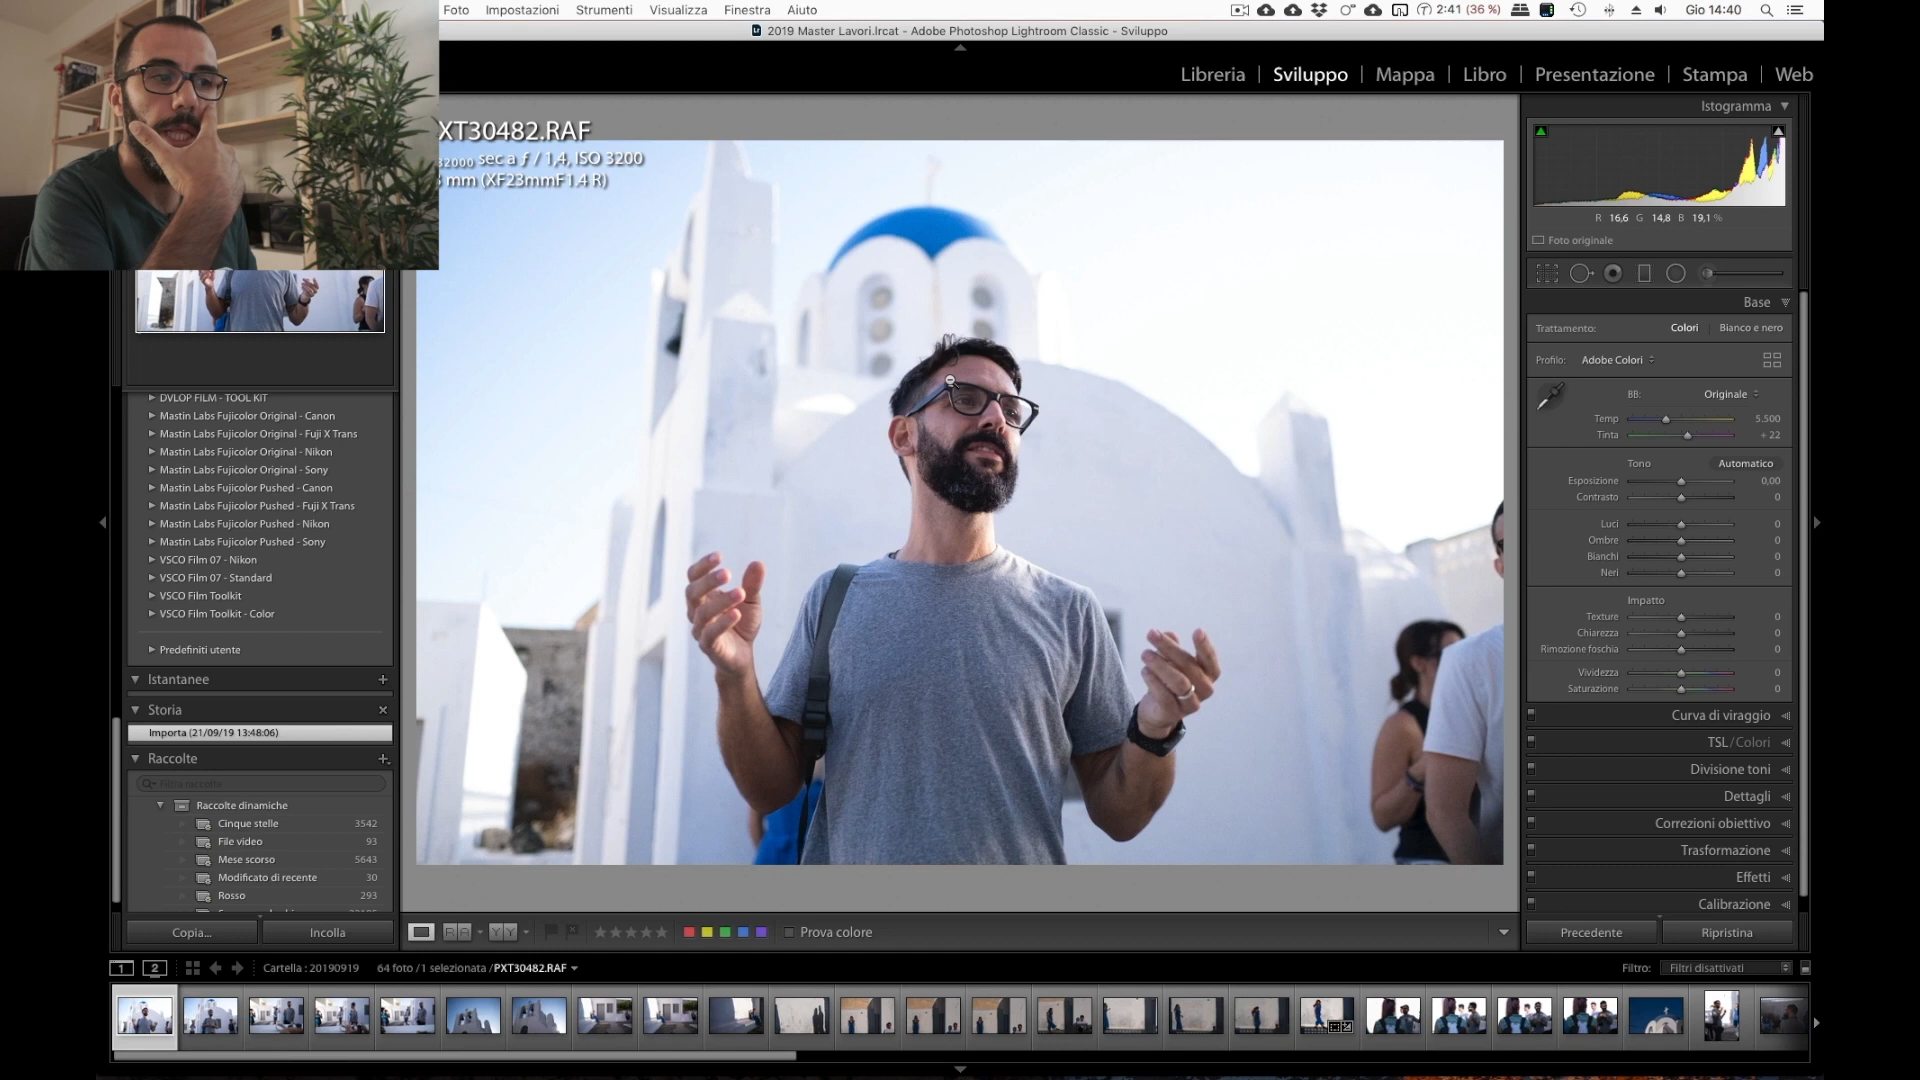 Foto Impostazioni Strumenti Visualizza Finestra Aiuto 2:41 (36 %) Gio 14:40
2019 Master Lavori.lrcat - Adobe Photoshop Lightroom Classic - Sviluppo
Libreria | Sviluppo | Mappa | Libro | Presentazione | Stampa | Web
Istogramma
XT30482.RAF
32000 sec a ƒ / 1,4, ISO 3200
mm (XF23mmF1.4 R)
R 16,6 G 14,8 B 19,1 %
Foto originale
Base
Trattamento: Colori | Bianco e nero
Profilo: Adobe Colori
BB: Originale
Temp 5.500
Tinta + 22
Tono Automatico
Esposizione 0,00
Contrasto 0
Luci 0
Ombre 0
Bianchi 0
Neri 0
Impatto
Texture 0
Chiarezza 0
Rimozione foschia 0
Vividezza 0
Saturazione 0
Curva di viraggio
TSL / Colori
Divisione toni
Dettagli
Correzioni obiettivo
Trasformazione
Effetti
Calibrazione
Precedente Ripristina
DVLOP FILM - TOOL KIT
Mastin Labs Fujicolor Original - Canon
Mastin Labs Fujicolor Original - Fuji X Trans
Mastin Labs Fujicolor Original - Nikon
Mastin Labs Fujicolor Original - Sony
Mastin Labs Fujicolor Pushed - Canon
Mastin Labs Fujicolor Pushed - Fuji X Trans
Mastin Labs Fujicolor Pushed - Nikon
Mastin Labs Fujicolor Pushed - Sony
VSCO Film 07 - Nikon
VSCO Film 07 - Standard
VSCO Film Toolkit
VSCO Film Toolkit - Color
Predefiniti utente
Istantanee
Storia
Importa (21/09/19 13:48:06)
Raccolte
Filtra raccolte
Raccolte dinamiche
Cinque stelle 3542
File video 93
Mese scorso 5643
Modificato di recente 30
Rosso 293
Copia... Incolla
R A Y Y Prova colore
1 2 Cartella : 20190919 64 foto / 1 selezionata / PXT30482.RAF Filtro: Filtri disattivati